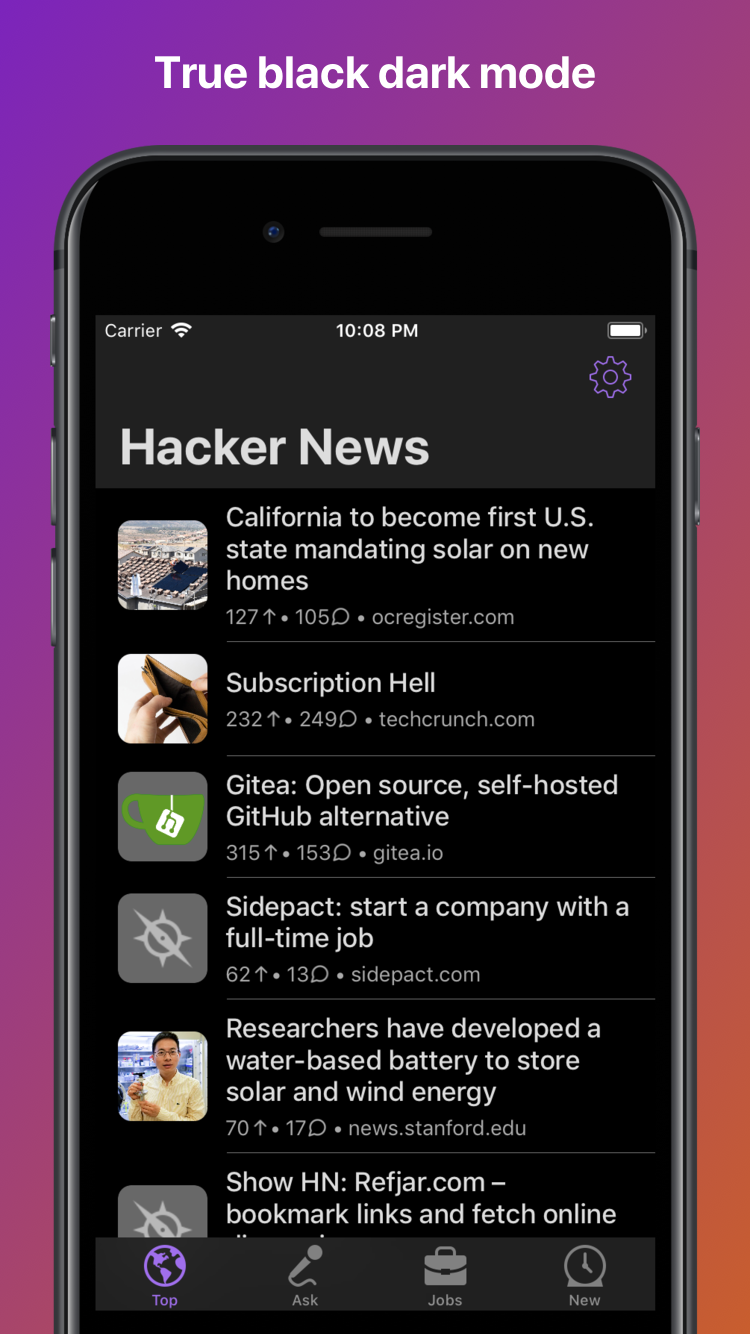 True black dark mode
Carrier 10:08 PM
Hacker News
California to become first U.S.
state mandating solar on new
homes
127↑ • 105 • ocregister.com
Subscription Hell
232↑ • 249 • techcrunch.com
Gitea: Open source, self-hosted
GitHub alternative
315↑ • 153 • gitea.io
Sidepact: start a company with a
full-time job
62↑ • 13 • sidepact.com
Researchers have developed a
water-based battery to store
solar and wind energy
70↑ • 17 • news.stanford.edu
Show HN: Refjar.com –
bookmark links and fetch online
Top Ask Jobs New